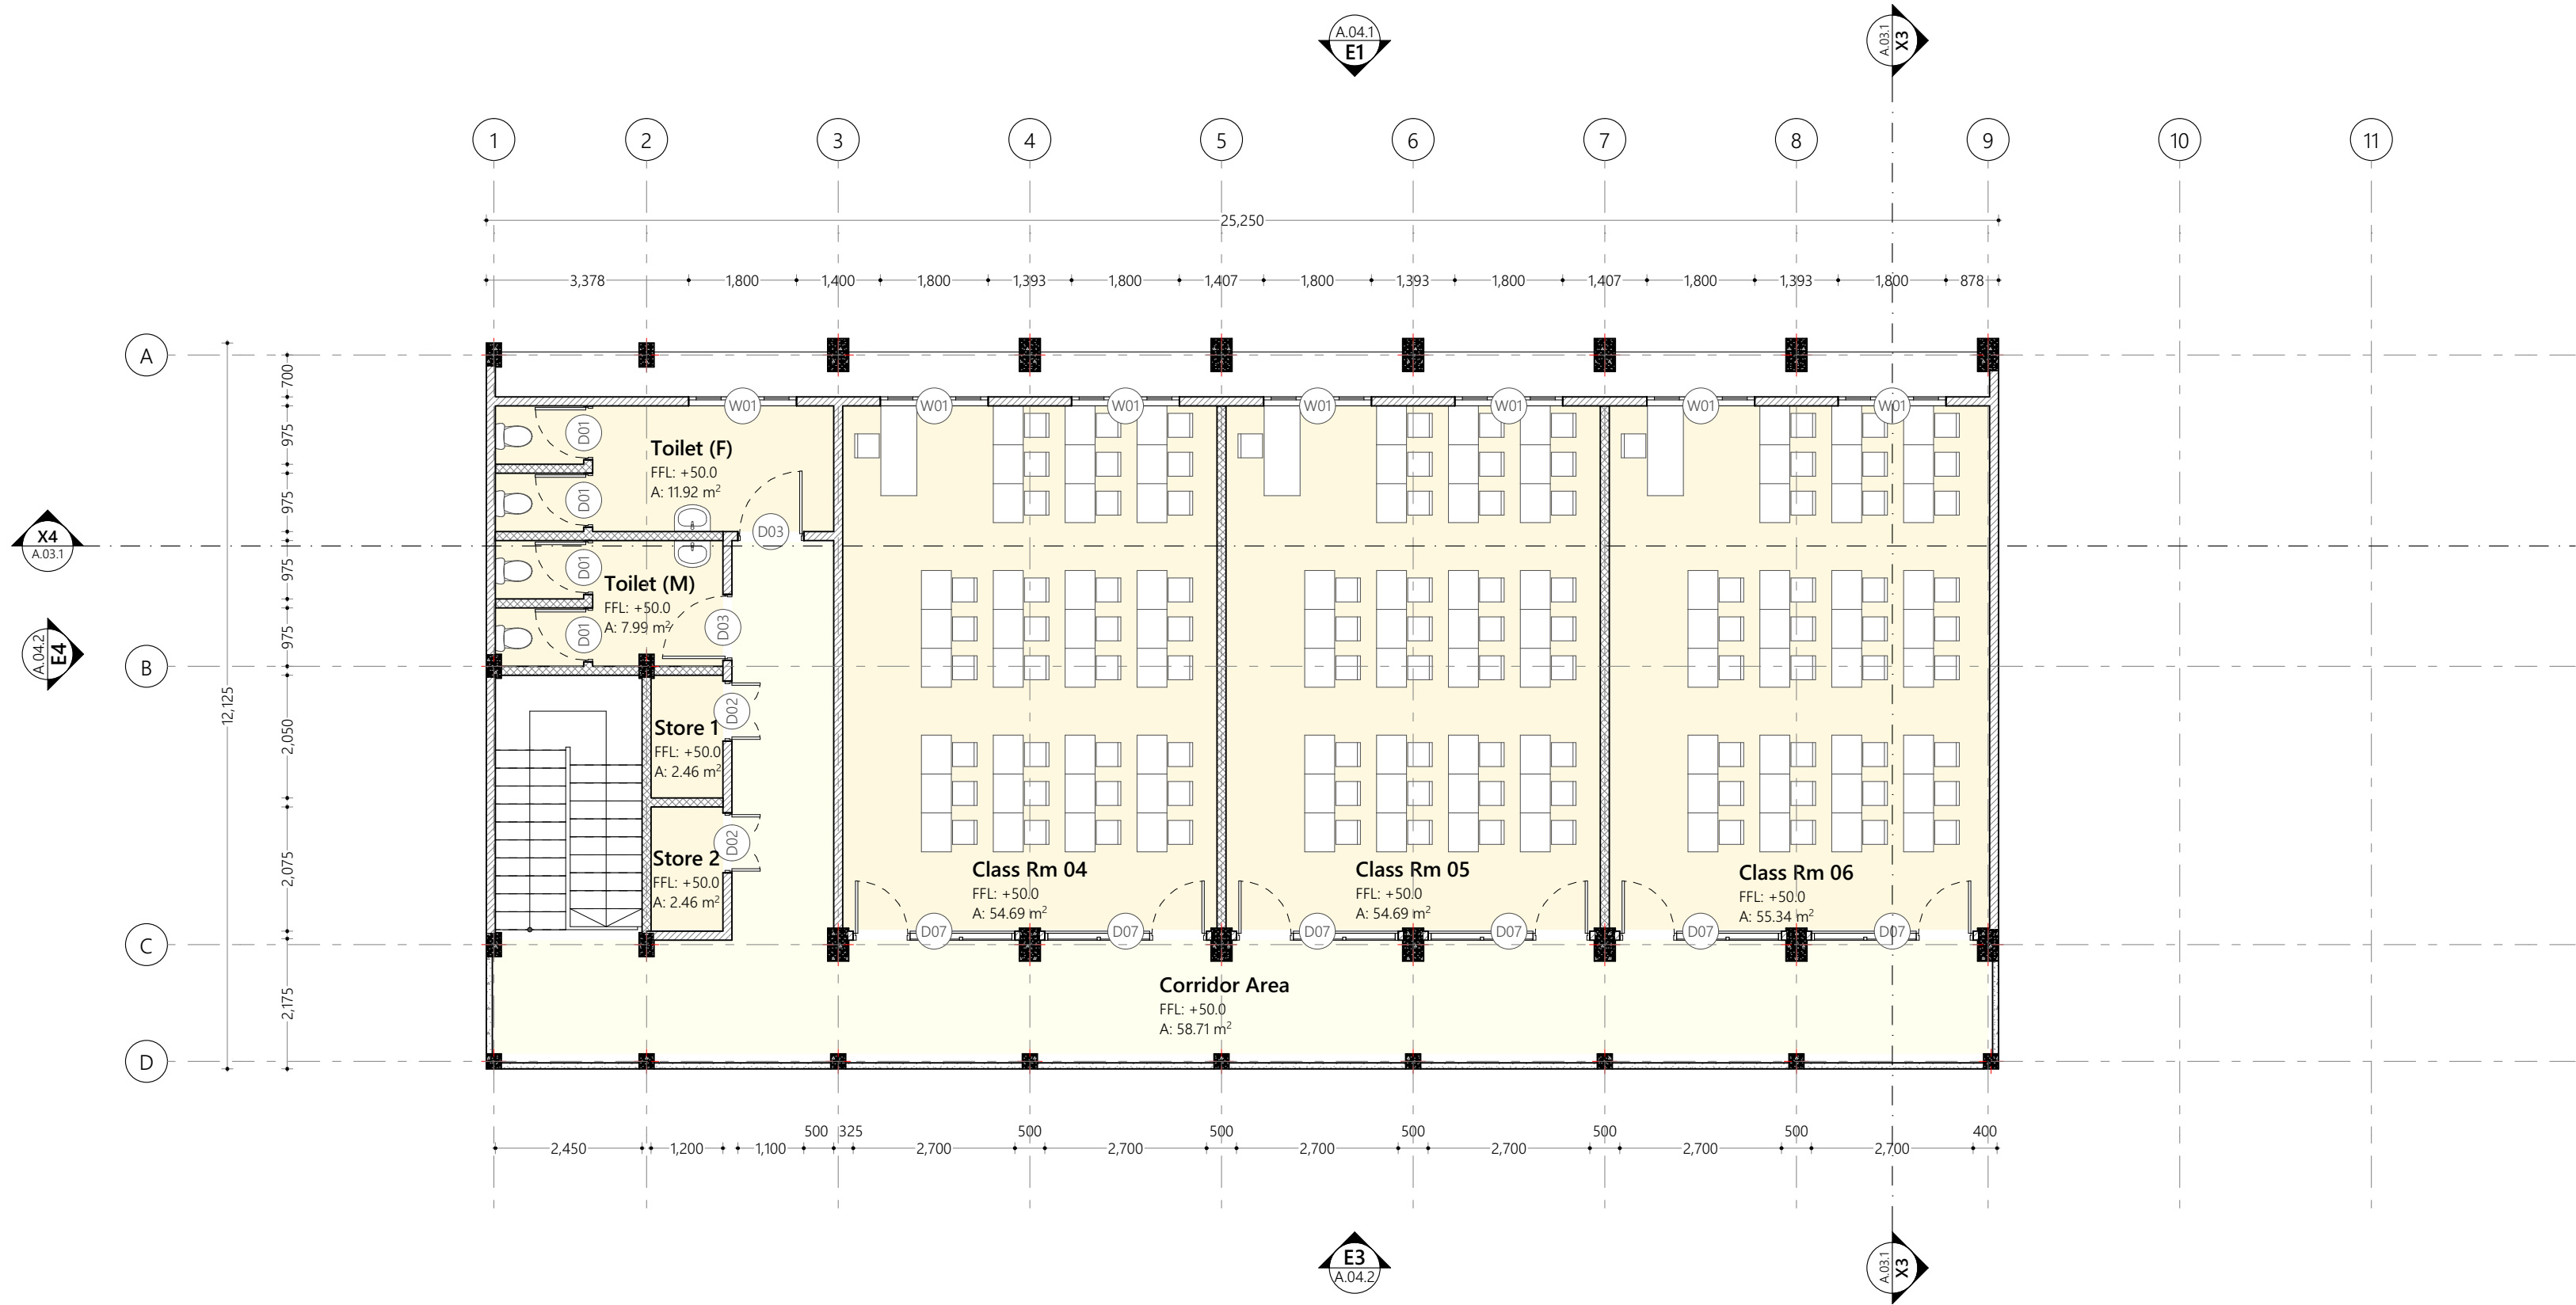 A.04.1
E1
A.03.1
X3
1 2 3 4 5 6 7 8 9 10 11
25,250
3,378 1,800 1,400 1,800 1,393 1,800 1,407 1,800 1,393 1,800 1,407 1,800 1,393 1,800 878
A
B
C
D
12,125
700
975
975
975
975
2,050
2,075
2,175
X4
A.03.1
A.04.2
E4
W01 W01 W01 W01 W01 W01 W01
D01
D01
D01
D01
Toilet (F)
FFL: +50.0
A: 11.92 m²
D03
Toilet (M)
FFL: +50.0
A: 7.99 m²
D03
Store 1
FFL: +50.0
A: 2.46 m²
D02
Store 2
FFL: +50.0
A: 2.46 m²
D02
Class Rm 04
FFL: +50.0
A: 54.69 m²
Class Rm 05
FFL: +50.0
A: 54.69 m²
Class Rm 06
FFL: +50.0
A: 55.34 m²
D07 D07 D07 D07 D07 D07
Corridor Area
FFL: +50.0
A: 58.71 m²
500 325 500 500 500 500 500 400
2,450 1,200 1,100 2,700 2,700 2,700 2,700 2,700 2,700
E3
A.04.2
A.03.1
X3